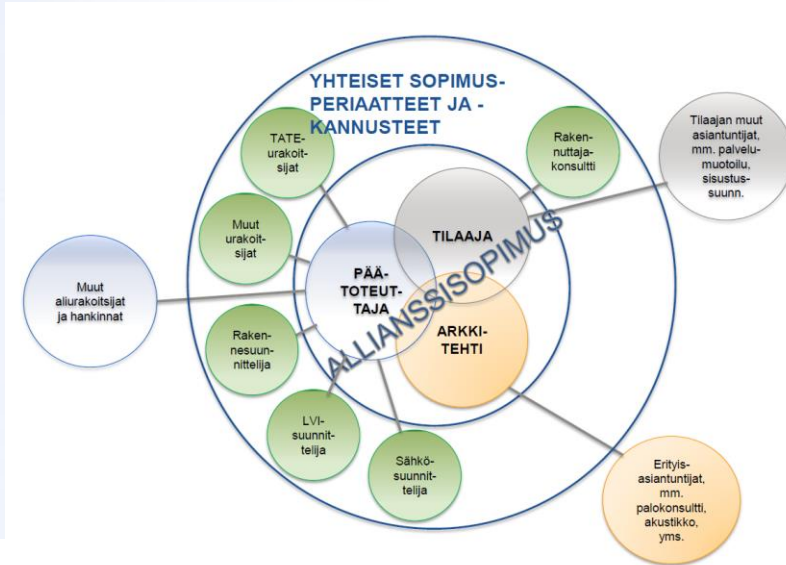 YHTEISET SOPIMUS-
PERIAATTEET JA -
KANNUSTEET
TATE-
urakoit-
sijat
Raken-
nuttaja-
konsultti
Tilaajan muut
asiantuntijat,
mm. palvelu-
muotoilu,
sisustus-
suunn.
Muut
urakoit-
sijat
TILAAJA
Muut
aliurakoitsijat
ja hankinnat
PÄÄ-
TOTEUT-
TAJA
ALLIANSSISOPIMUS
ARKKI-
TEHTI
Raken-
nesuun-
nittelija
LVI-
suunnit-
telija
Sähkö-
suunnit-
telija
Erityis-
asiantuntijat,
mm.
palokonsultti,
akustikko,
yms.